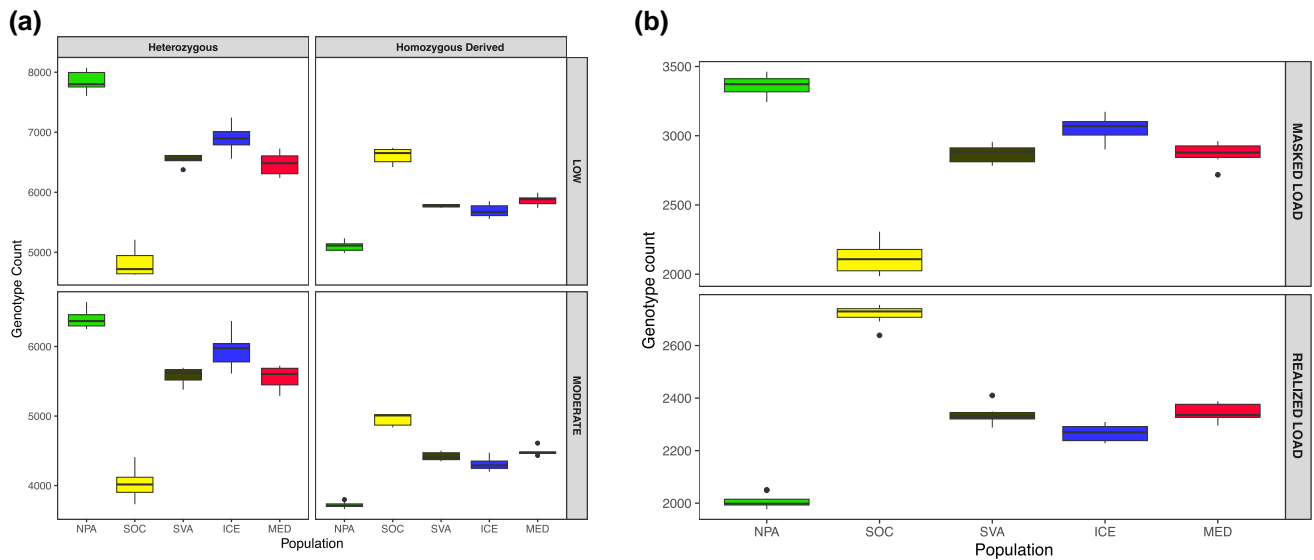 (a)
Heterozygous
Homozygous Derived
8000
7000
6000
5000
LOW
6000
5000
4000
MODERATE
Genotype Count
NPA SOC SVA ICE MED
NPA SOC SVA ICE MED
Population
(b)
3500
3000
2500
2000
MASKED LOAD
2600
2400
2200
2000
REALIZED LOAD
Genotype count
NPA SOC SVA ICE MED
Population